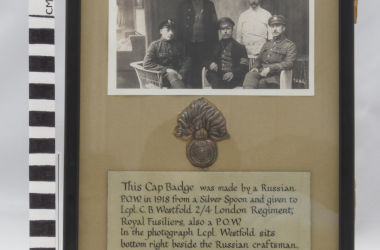 CM
This Cap Badge was made by a Russian
P.O.W. in 1918 from a Silver Spoon and given to
Lcpl. C. B. Westfold 2/4 London Regiment;
Royal Fusiliers, also a P.O.W.
In the photograph Lcpl. Westfold sits
bottom right beside the Russian craftsman.